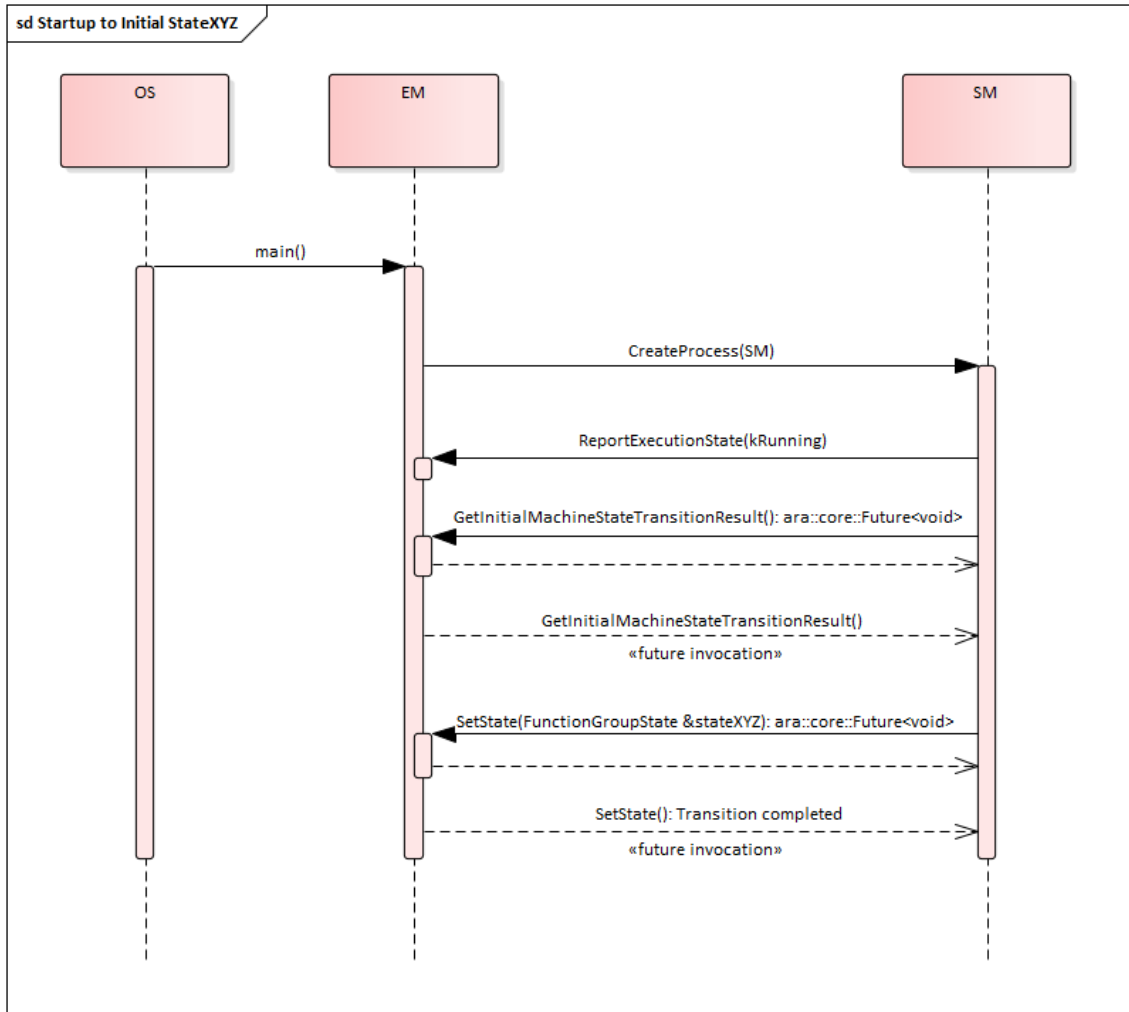 sd Startup to Initial StateXYZ
OS
EM
SM
main()
CreateProcess(SM)
ReportExecutionState(kRunning)
GetInitialMachineStateTransitionResult(): ara::core::Future<void>
GetInitialMachineStateTransitionResult()
«future invocation»
SetState(FunctionGroupState &stateXYZ): ara::core::Future<void>
SetState(): Transition completed
«future invocation»